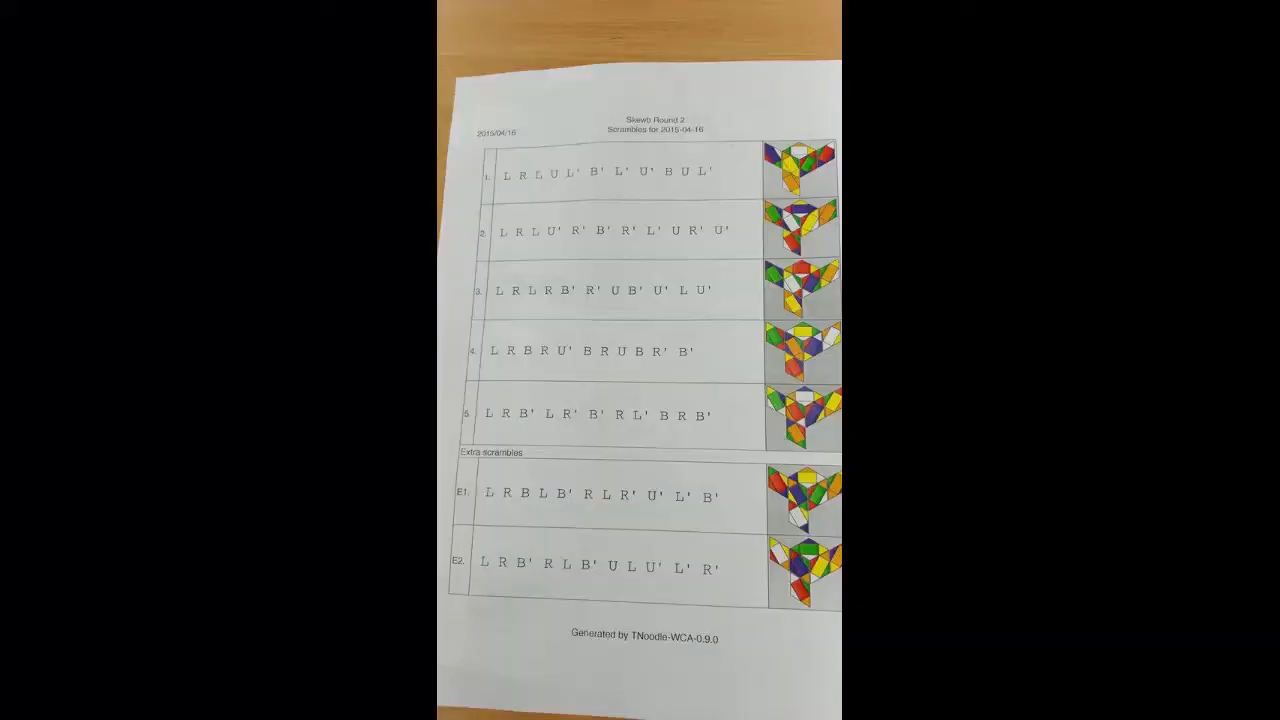 Skewb Round 2
2015/04/16
Scrambles for 2015-04-16
1. L R L U L' B' L' U' B U L'
2. L R L U' R' B' R' L' U R' U'
3. L R L R B' R' U B' U' L U'
4. L R B R U' B R U B R' B'
5. L R B' L R' B' R L' B R B'
Extra scrambles
E1. L R B L B' R L R' U' L' B'
E2. L R B' R L B' U L U' L' R'
Generated by TNoodle-WCA-0.9.0